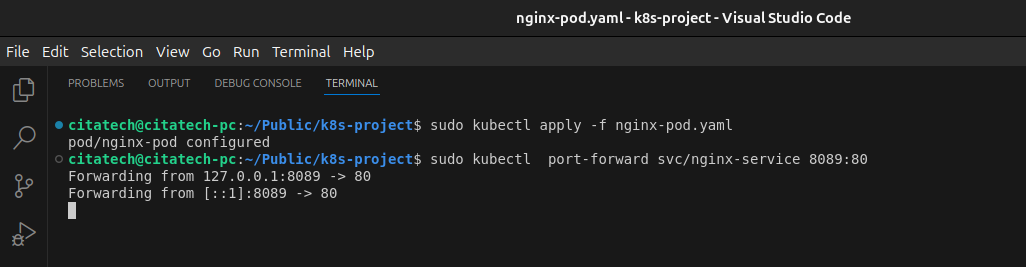 nginx-pod.yaml - k8s-project - Visual Studio Code
File Edit Selection View Go Run Terminal Help
PROBLEMS OUTPUT DEBUG CONSOLE TERMINAL
citatech@citatech-pc:~/Public/k8s-project$ sudo kubectl apply -f nginx-pod.yaml
pod/nginx-pod configured
citatech@citatech-pc:~/Public/k8s-project$ sudo kubectl  port-forward svc/nginx-service 8089:80
Forwarding from 127.0.0.1:8089 -> 80
Forwarding from [::1]:8089 -> 80